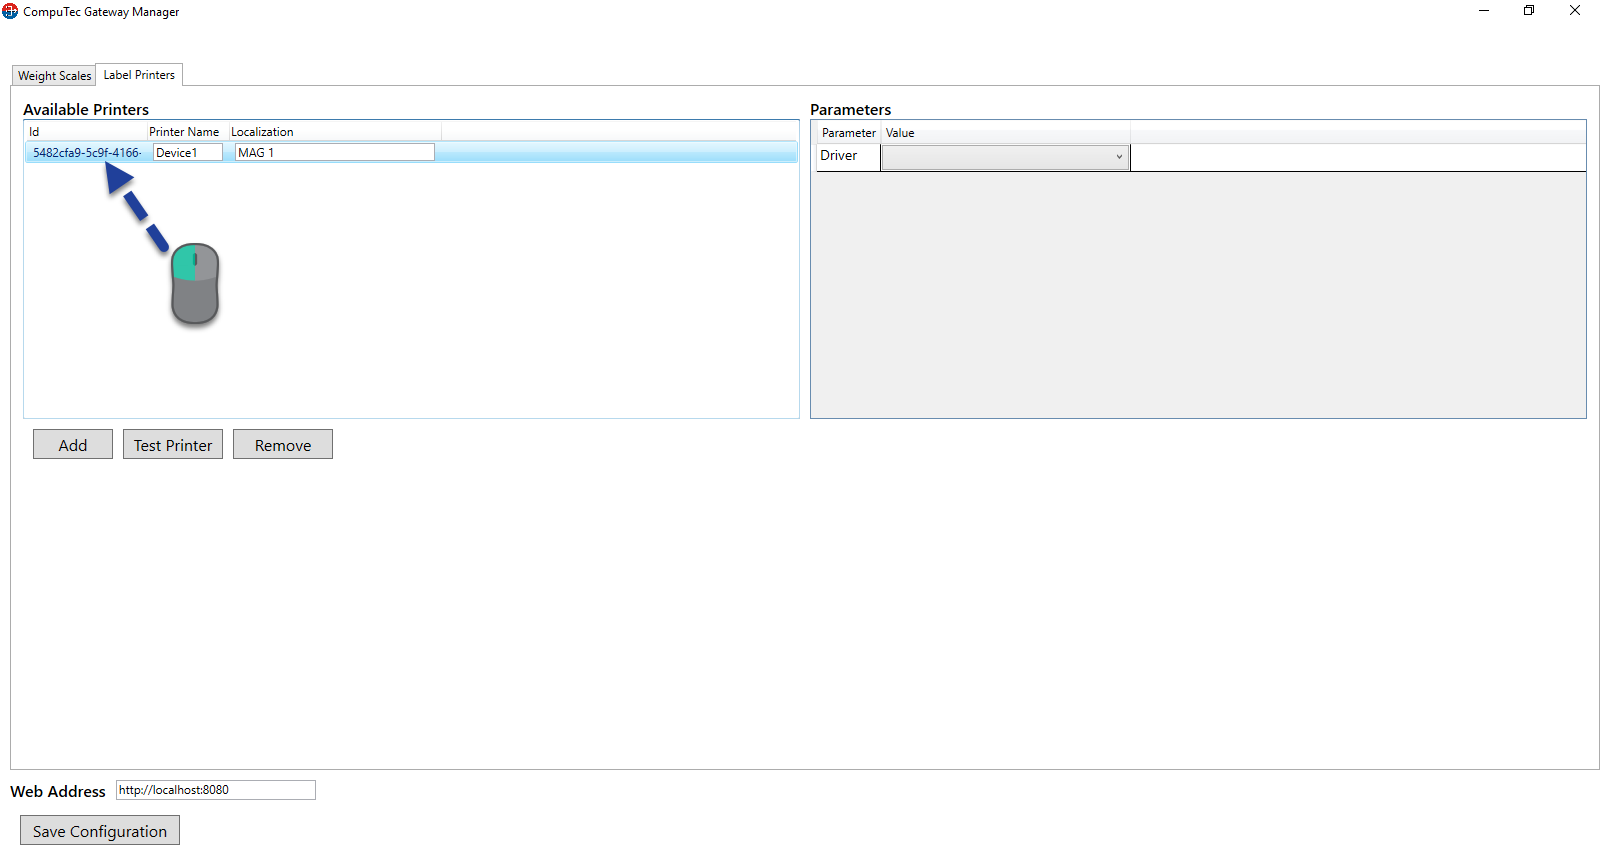 CompuTec Gateway Manager
Weight Scales Label Printers
Available Printers
Id Printer Name Localization
5482cfa9-5c9f-4166- Device1 MAG 1
Parameters
Parameter Value
Driver
Add Test Printer Remove
Web Address http://localhost:8080
Save Configuration